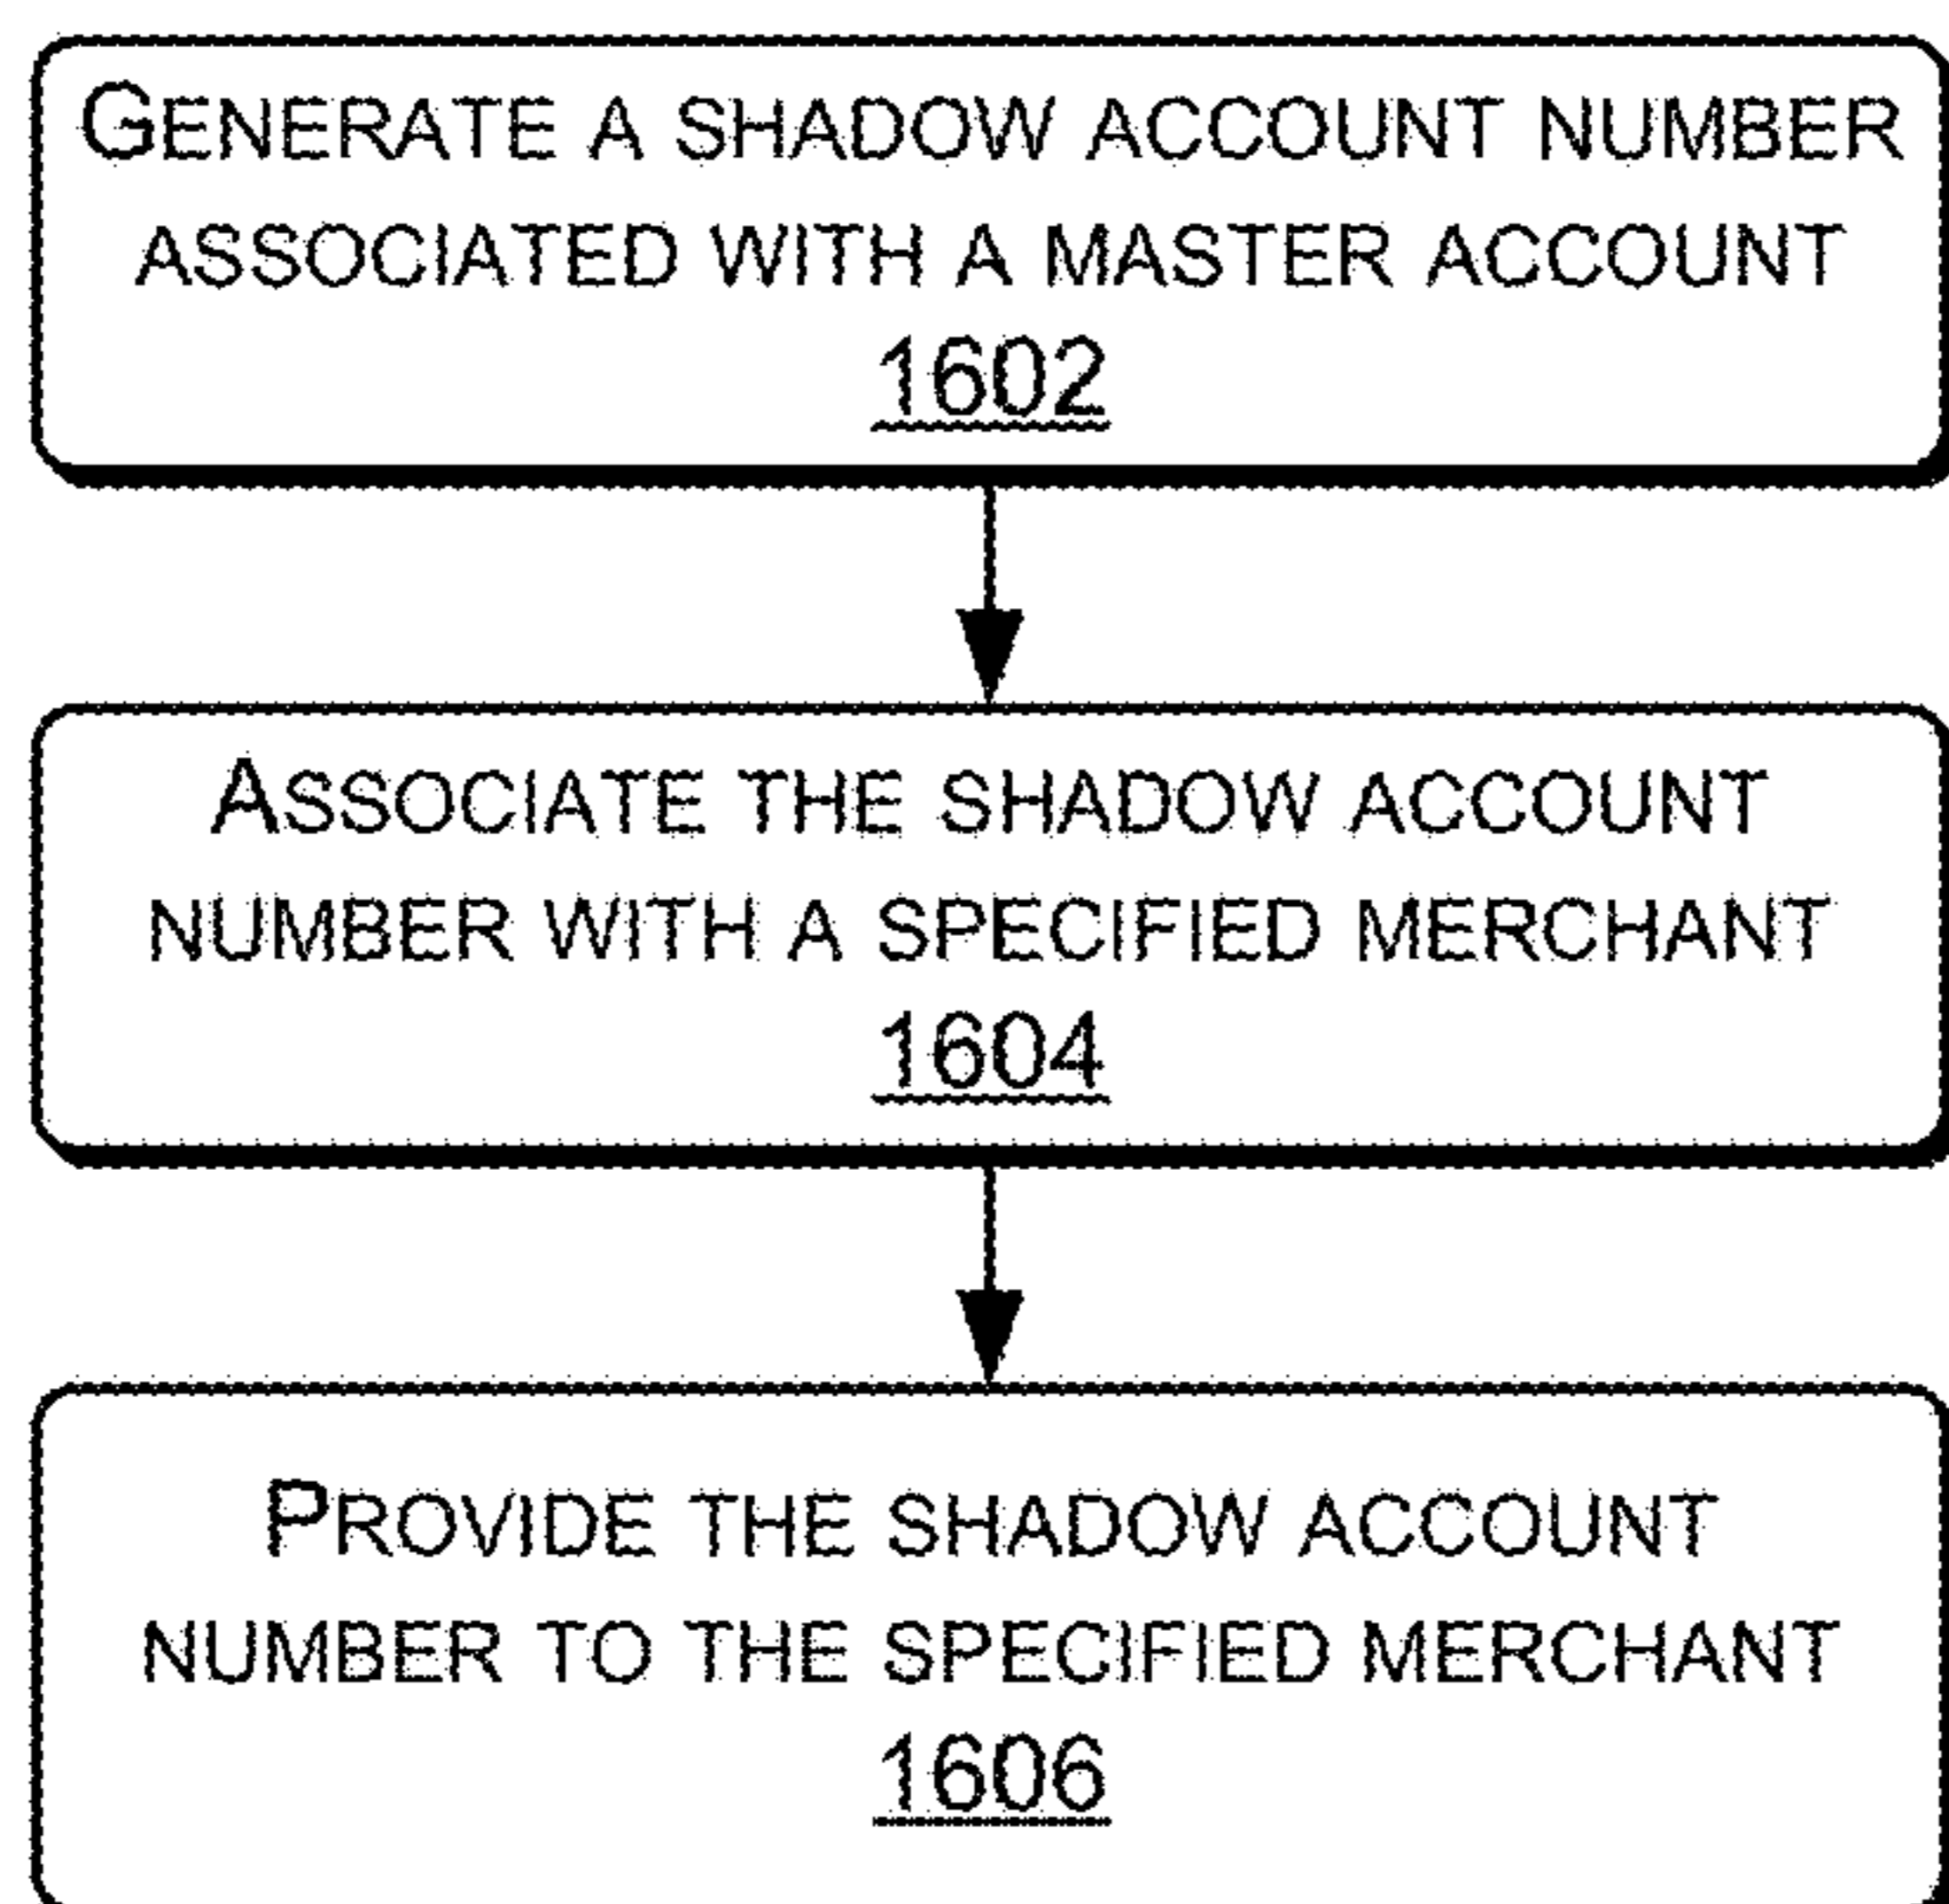 GENERATE A SHADOW ACCOUNT NUMBER
ASSOCIATED WITH A MASTER ACCOUNT
1602
ASSOCIATE THE SHADOW ACCOUNT
NUMBER WITH A SPECIFIED MERCHANT
1604
PROVIDE THE SHADOW ACCOUNT
NUMBER TO THE SPECIFIED MERCHANT
1606